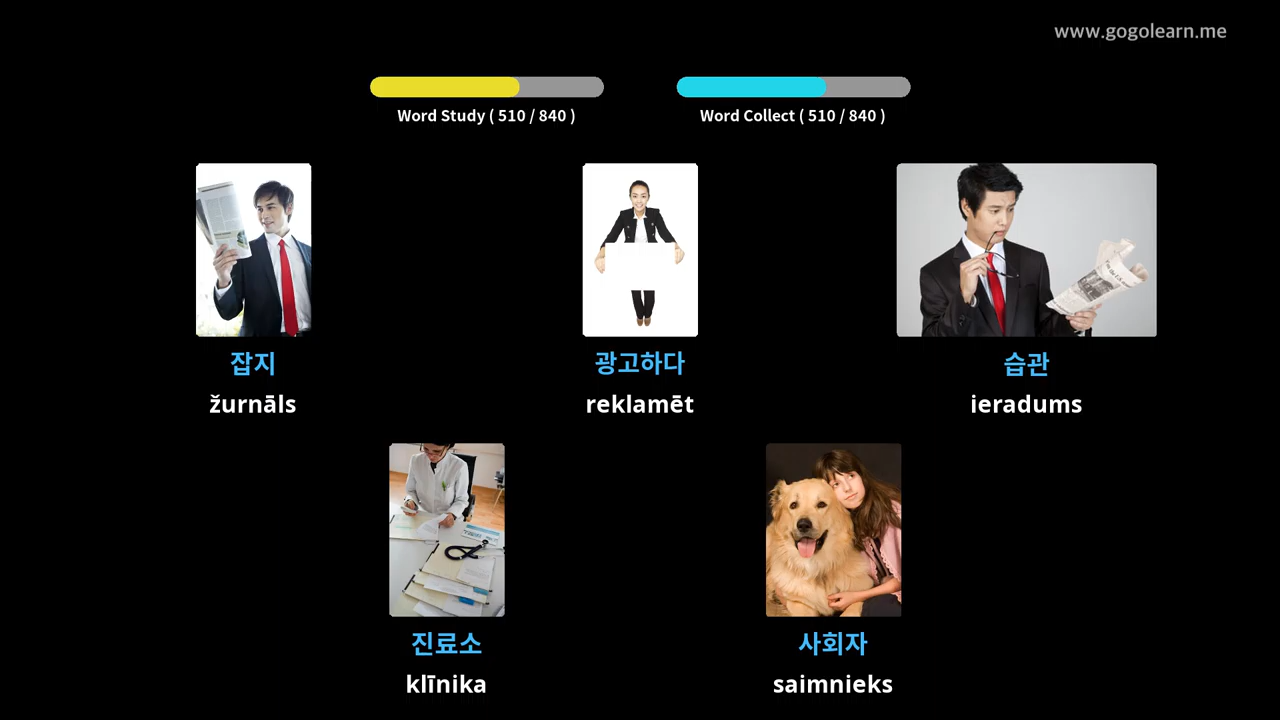 www.gogolearn.me
Word Study ( 510 / 840 )
Word Collect ( 510 / 840 )
잡지
žurnāls
광고하다
reklamēt
습관
ieradums
진료소
klīnika
사회자
saimnieks